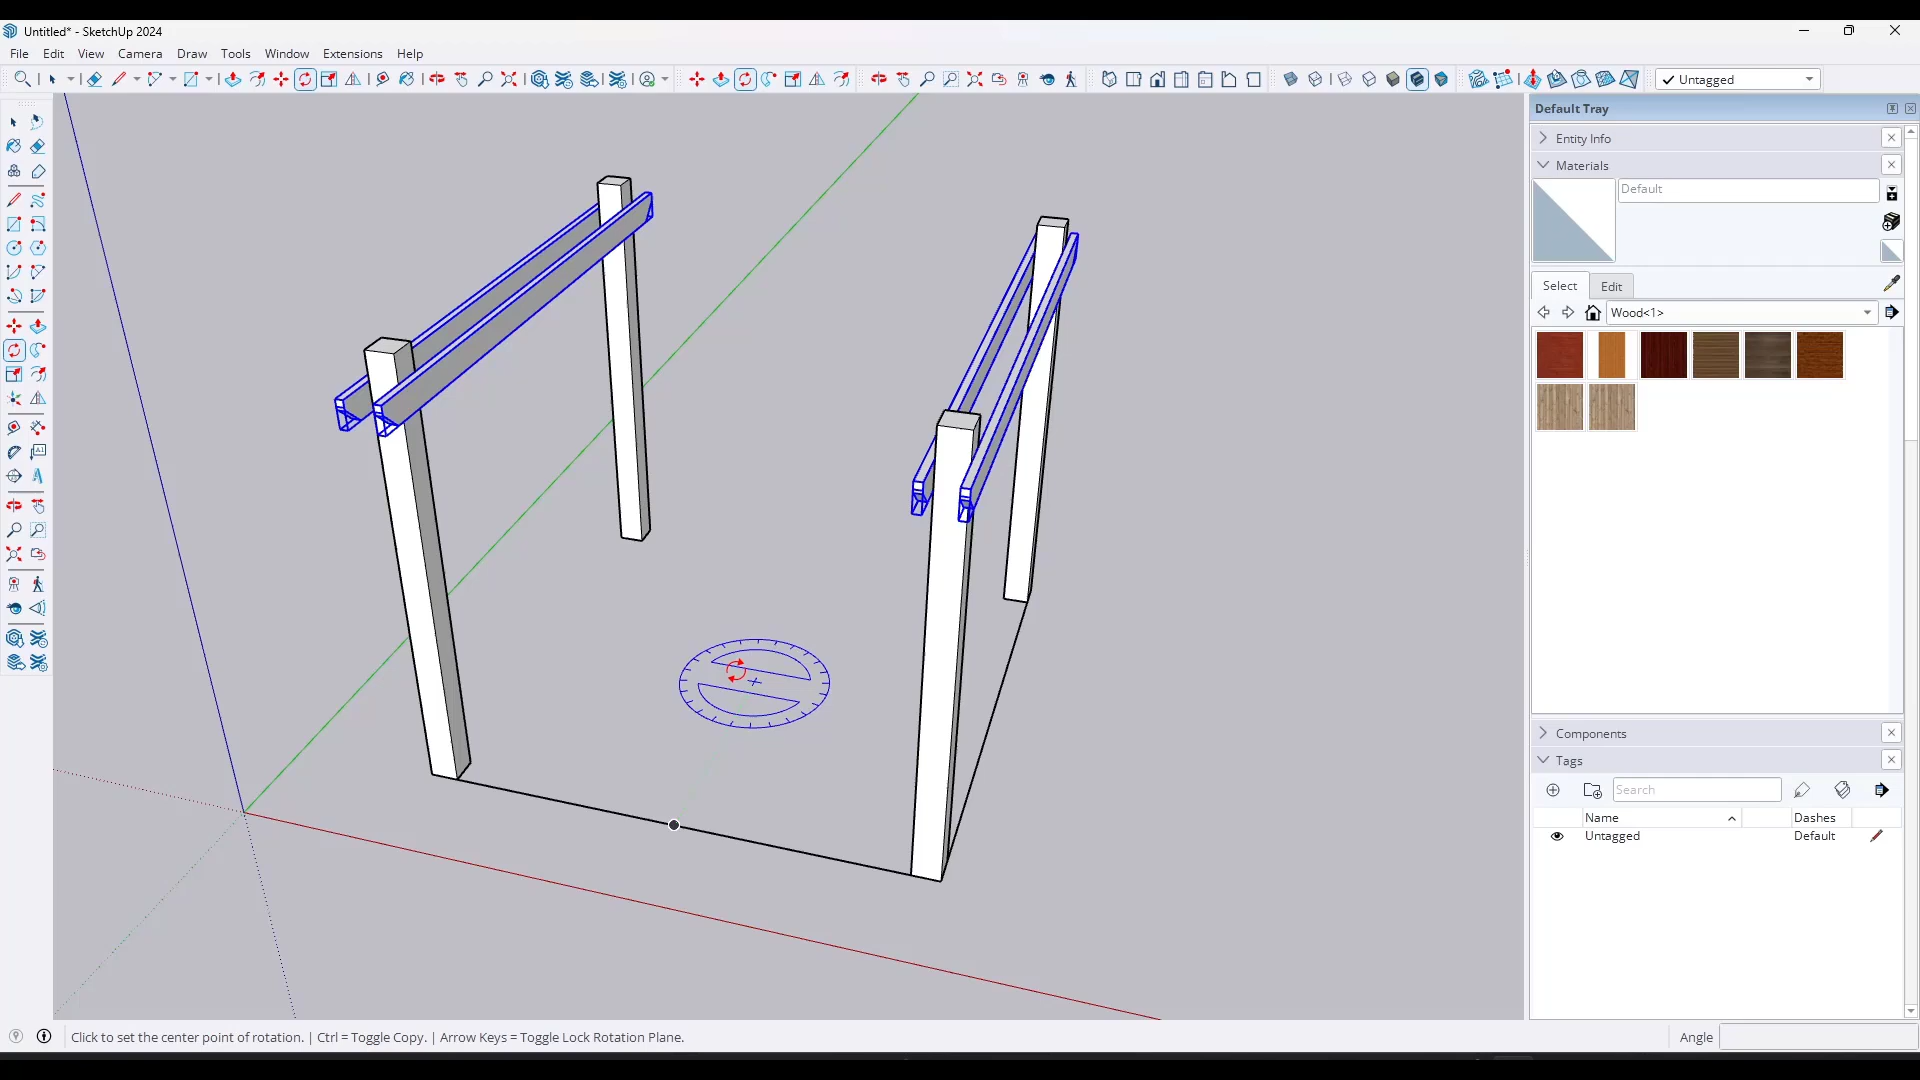 Untitled* - SketchUp 2024
File Edit View Camera Draw Tools Window Extensions Help
Untagged
Default Tray
Entity Info
Materials
Default
Select Edit
Wood<1>
Components
Tags
Search
Name Dashes
Untagged Default
Click to set the center point of rotation. | Ctrl = Toggle Copy. | Arrow Keys = Toggle Lock Rotation Plane.
Angle